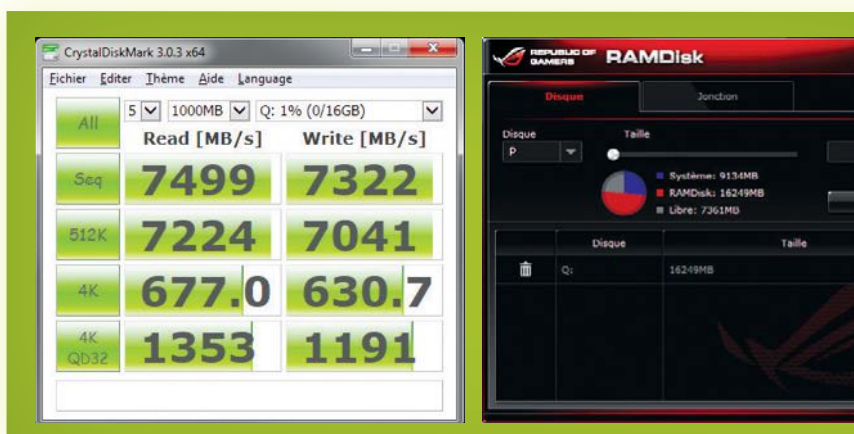 CrystalDiskMark 3.0.3 x64
Fichier Editer Thème Aide Language
All 5 1000MB Q: 1% (0/16GB)
Read [MB/s] Write [MB/s]
Seq 7499 7322
512K 7224 7041
4K 677.0 630.7
4K QD32 1353 1191
REPUBLIC OF GAMERS RAMDisk
Disque Jonction
Disque Taille
P
Système: 9134MB
RAMDisk: 16249MB
Libre: 7361MB
Disque Taille
Q: 16249MB